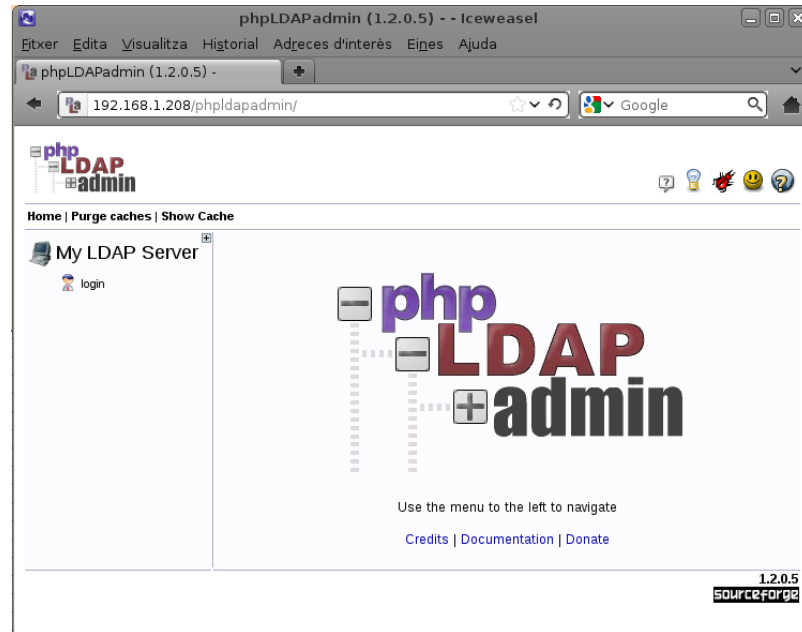 phpLDAPadmin (1.2.0.5) - - Iceweasel
Fitxer Edita Visualitza Historial Adreces d'interès Eines Ajuda
phpLDAPadmin (1.2.0.5) -
192.168.1.208/phpldapadmin/ Google
php
LDAP
admin
Home | Purge caches | Show Cache
My LDAP Server
login
php
LDAP
admin
Use the menu to the left to navigate
Credits | Documentation | Donate
1.2.0.5
sourceforge